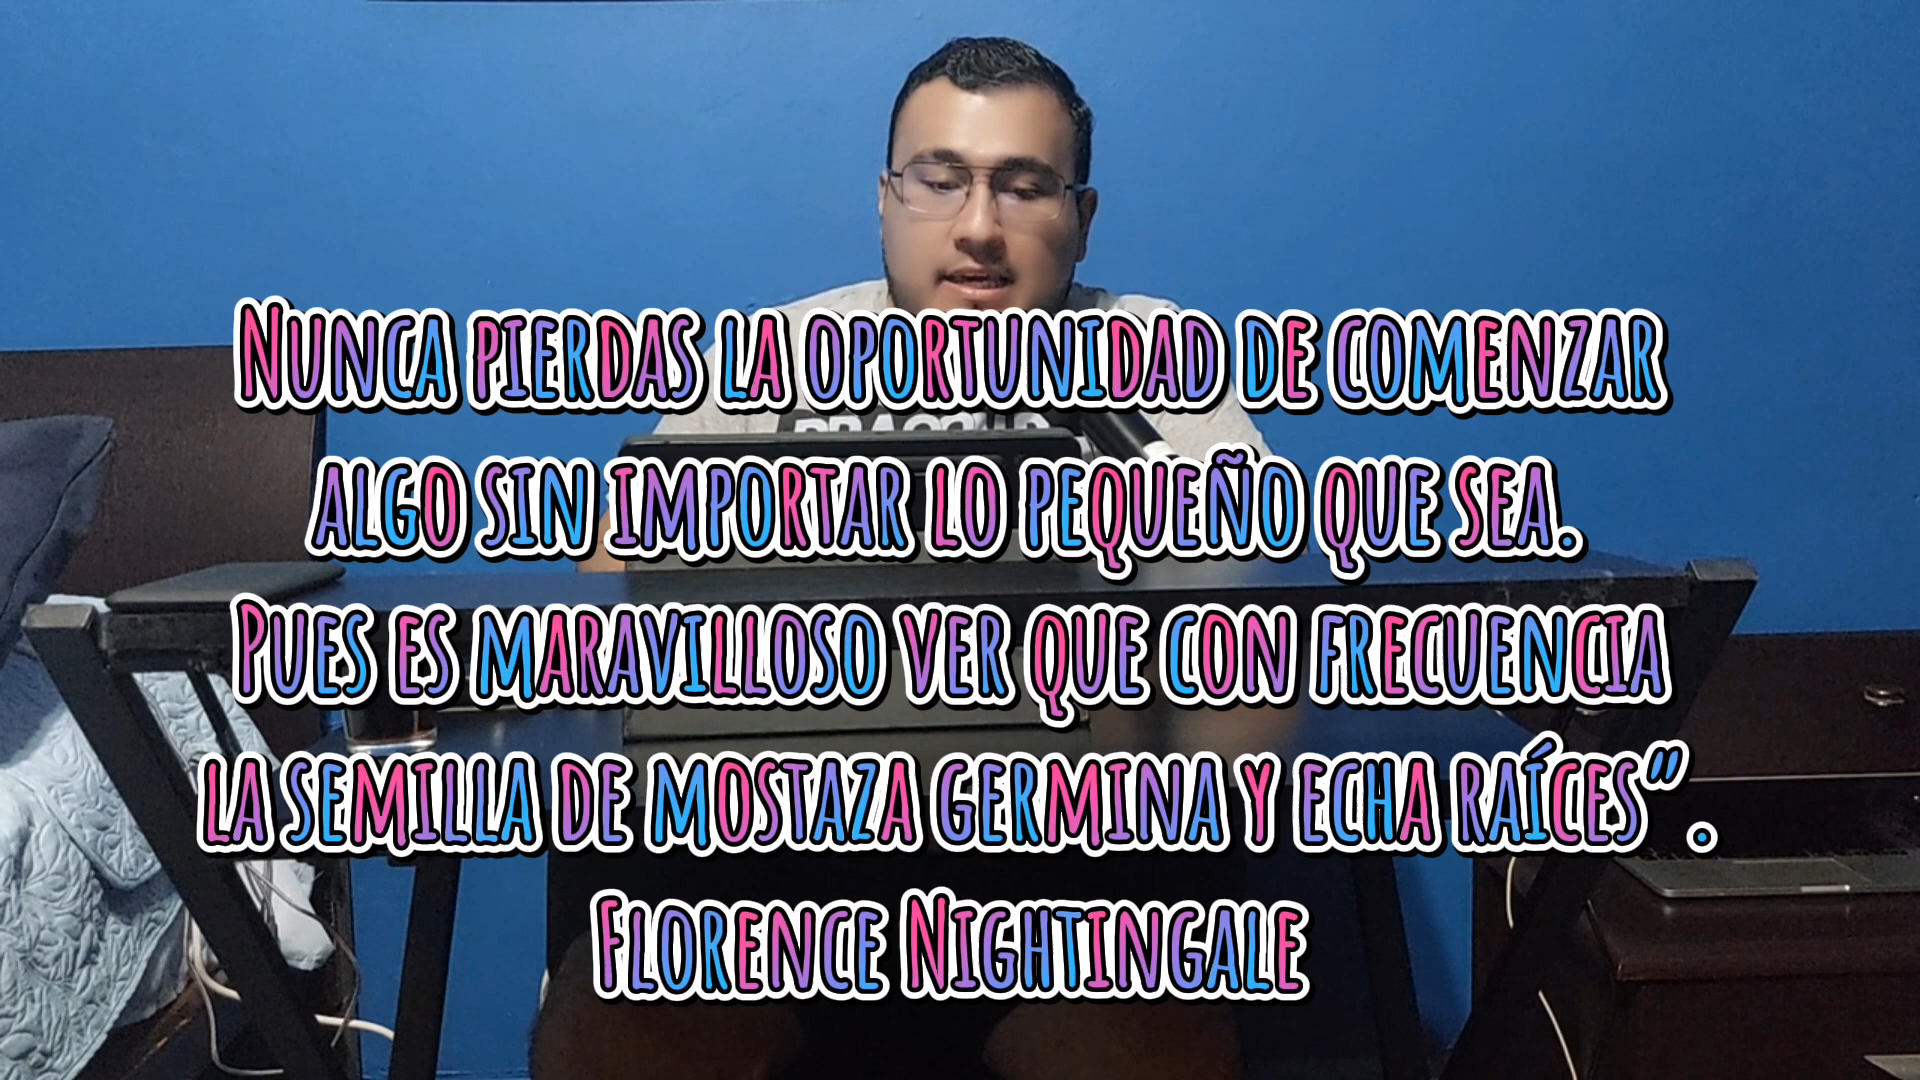 Nunca pierdas la oportunidad de comenzar
algo sin importar lo pequeño que sea.
Pues es maravilloso ver que con frecuencia
la semilla de mostaza germina y echa raíces”.
Florence Nightingale